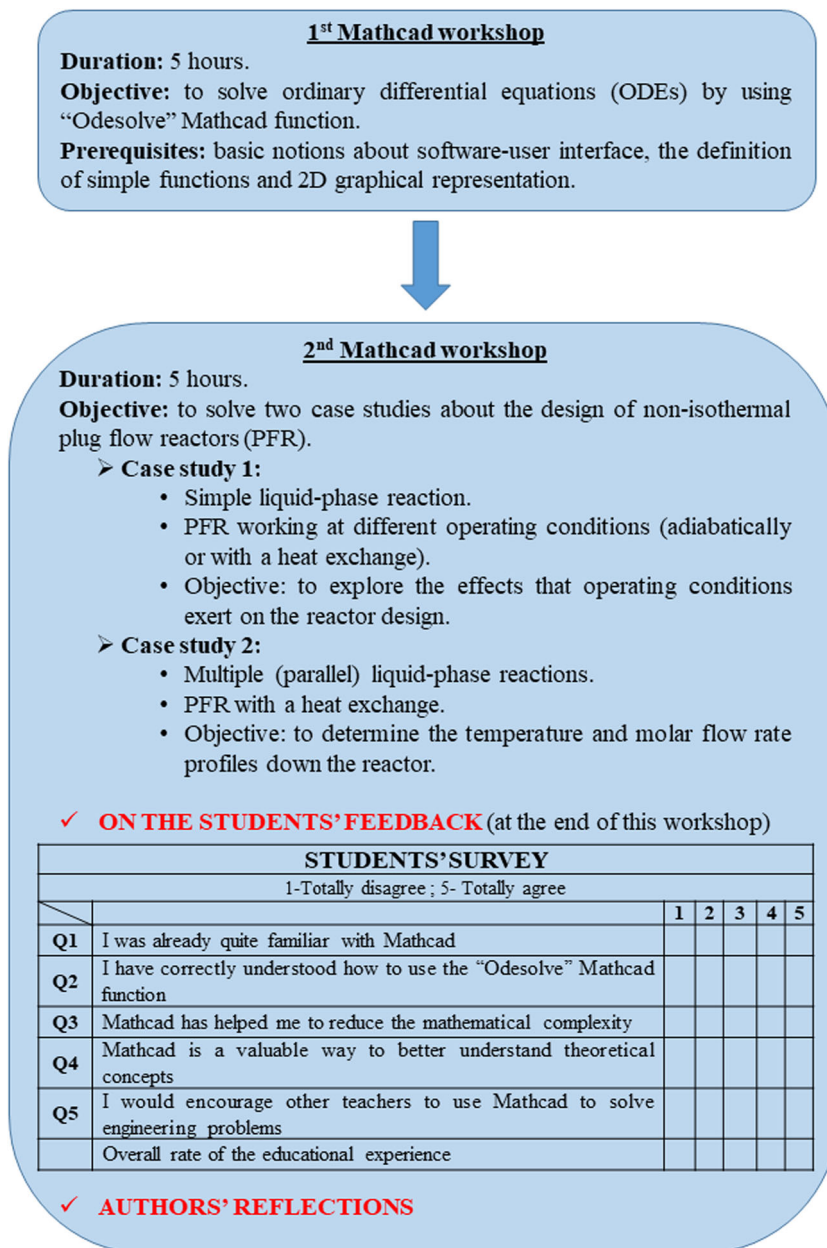 1st Mathcad workshop
Duration: 5 hours.
Objective: to solve ordinary differential equations (ODEs) by using
“Odesolve” Mathcad function.
Prerequisites: basic notions about software-user interface, the definition
of simple functions and 2D graphical representation.
2nd Mathcad workshop
Duration: 5 hours.
Objective: to solve two case studies about the design of non-isothermal
plug flow reactors (PFR).
➢ Case study 1:
• Simple liquid-phase reaction.
• PFR working at different operating conditions (adiabatically
or with a heat exchange).
• Objective: to explore the effects that operating conditions
exert on the reactor design.
➢ Case study 2:
• Multiple (parallel) liquid-phase reactions.
• PFR with a heat exchange.
• Objective: to determine the temperature and molar flow rate
profiles down the reactor.
✓ ON THE STUDENTS’ FEEDBACK (at the end of this workshop)
STUDENTS’ SURVEY
1-Totally disagree ; 5- Totally agree
1 2 3 4 5
Q1 I was already quite familiar with Mathcad
Q2 I have correctly understood how to use the “Odesolve” Mathcad
function
Q3 Mathcad has helped me to reduce the mathematical complexity
Q4 Mathcad is a valuable way to better understand theoretical
concepts
Q5 I would encourage other teachers to use Mathcad to solve
engineering problems
Overall rate of the educational experience
✓ AUTHORS’ REFLECTIONS